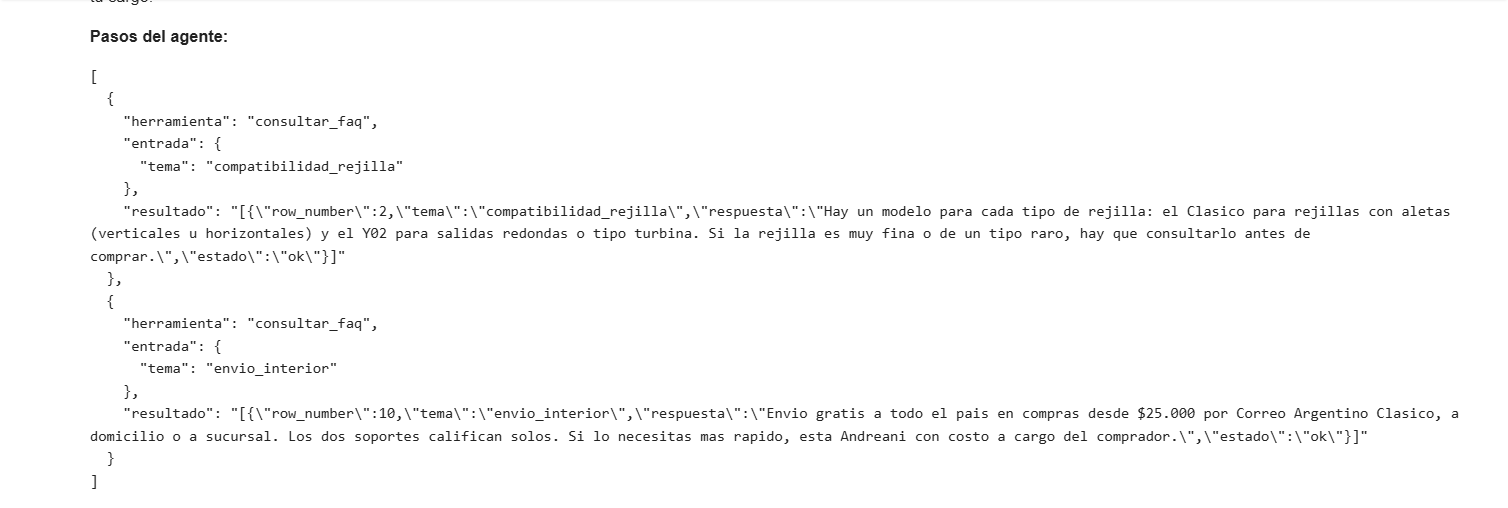 tu cargo.
Pasos del agente:
[
  {
    "herramienta": "consultar_faq",
    "entrada": {
      "tema": "compatibilidad_rejilla"
    },
    "resultado": "[{\"row_number\":2,\"tema\":\"compatibilidad_rejilla\",\"respuesta\":\"Hay un modelo para cada tipo de rejilla: el Clasico para rejillas con aletas
(verticales u horizontales) y el Y02 para salidas redondas o tipo turbina. Si la rejilla es muy fina o de un tipo raro, hay que consultarlo antes de
comprar.\",\"estado\":\"ok\"}]"
  },
  {
    "herramienta": "consultar_faq",
    "entrada": {
      "tema": "envio_interior"
    },
    "resultado": "[{\"row_number\":10,\"tema\":\"envio_interior\",\"respuesta\":\"Envio gratis a todo el pais en compras desde $25.000 por Correo Argentino Clasico, a
domicilio o a sucursal. Los dos soportes califican solos. Si lo necesitas mas rapido, esta Andreani con costo a cargo del comprador.\",\"estado\":\"ok\"}]"
  }
]